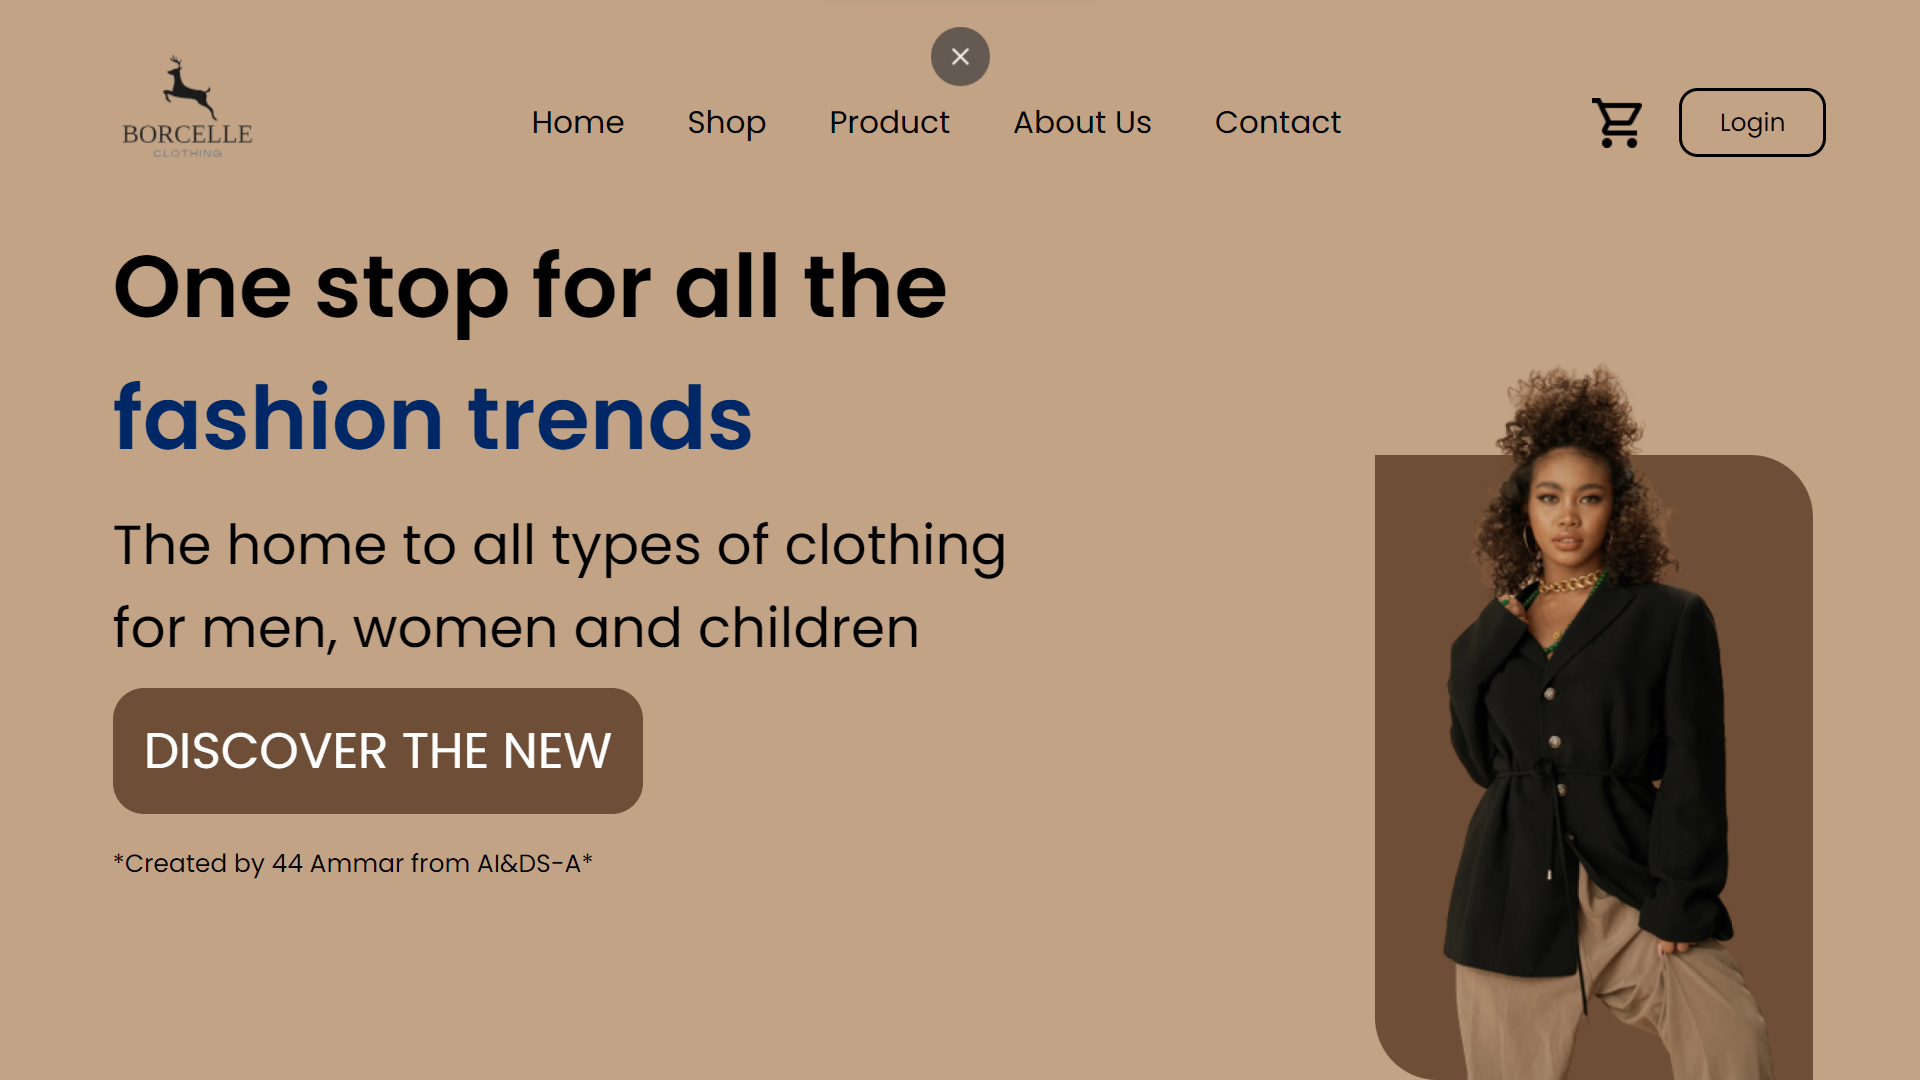 BORCELLE
CLOTHING
Home Shop Product About Us Contact
Login
One stop for all the
fashion trends
The home to all types of clothing
for men, women and children
DISCOVER THE NEW
*Created by 44 Ammar from AI&DS-A*